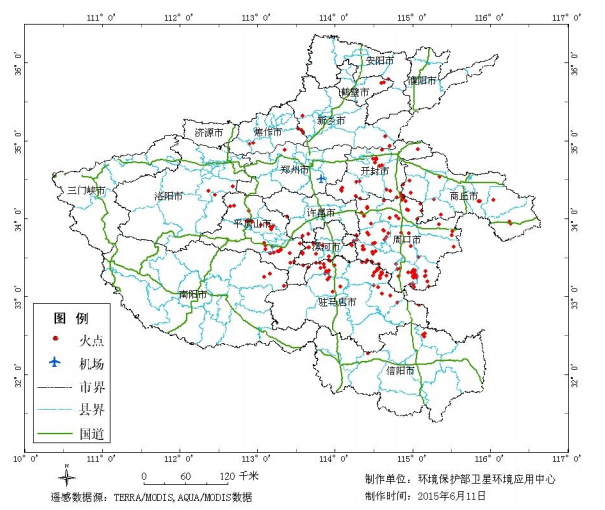 111° 0'
112° 0'
113° 0'
114° 0'
115° 0'
116° 0'
117° 0'
36° 0'
36° 0'
安阳市
濮阳市
鹤壁市
新乡市
35° 0'
济源市
焦作市
35° 0'
郑州市
开封市
三门峡市
洛阳市
商丘市
34° 0'
平顶山市
许昌市
34° 0'
漯河市
周口市
33° 0'
南阳市
驻马店市
33° 0'
图 例
火点
机场
市界
县界
国道
信阳市
32° 0'
10° 0'
111° 0'
112° 0'
113° 0'
114° 0'
115° 0'
116° 0'
117° 0'
N
0 60 120 千米
遥感数据源: TERRA/MODIS,AQUA/MODIS数据
制作单位: 环境保护部卫星环境应用中心
制作时间: 2015年6月11日